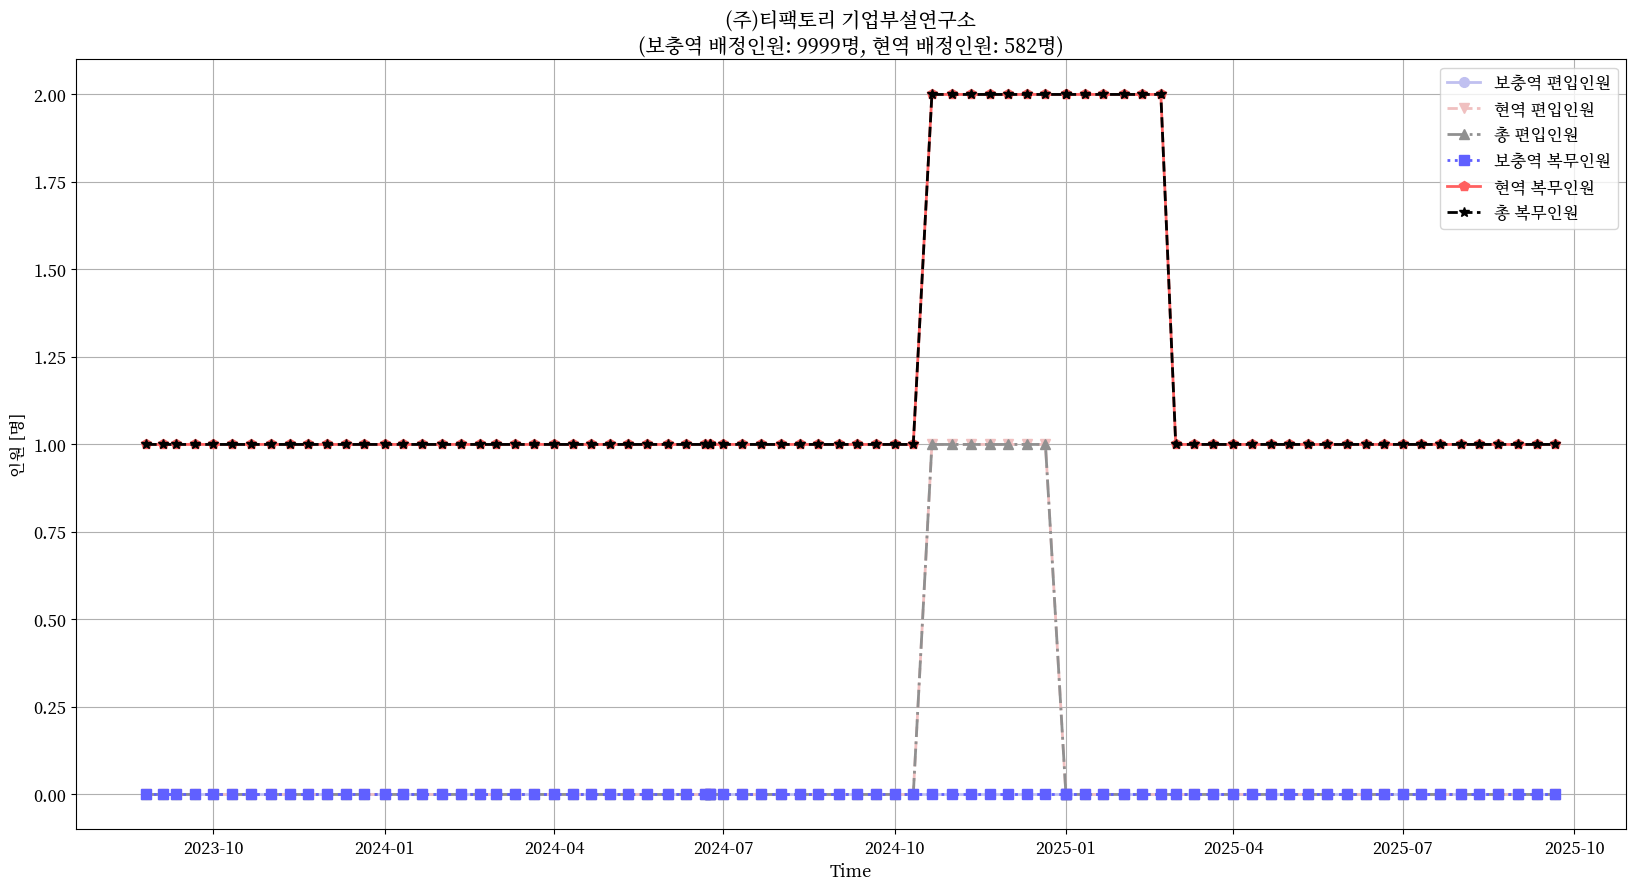 (주)티팩토리 기업부설연구소
(보충역 배정인원: 9999명, 현역 배정인원: 582명)
보충역 편입인원
현역 편입인원
총 편입인원
보충역 복무인원
현역 복무인원
총 복무인원
인원 [명]
2.00
1.75
1.50
1.25
1.00
0.75
0.50
0.25
0.00
2023-10 2024-01 2024-04 2024-07 2024-10 2025-01 2025-04 2025-07 2025-10
Time